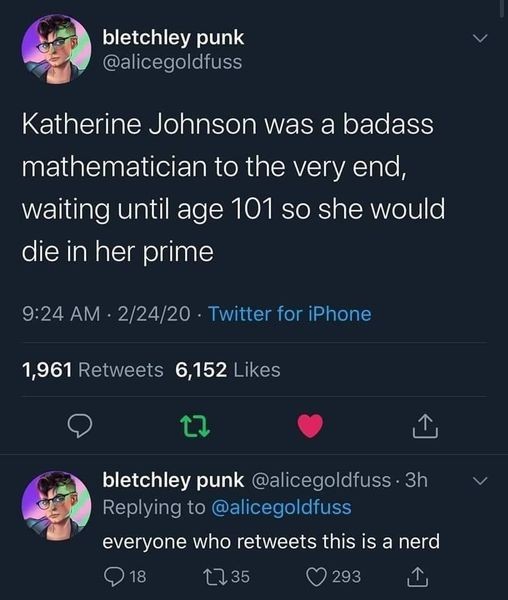 bletchley punk
@alicegoldfuss
Katherine Johnson was a badass
mathematician to the very end,
waiting until age 101 so she would
die in her prime
9:24 AM · 2/24/20 · Twitter for iPhone
1,961 Retweets 6,152 Likes
bletchley punk @alicegoldfuss · 3h
Replying to @alicegoldfuss
everyone who retweets this is a nerd
18 35 293